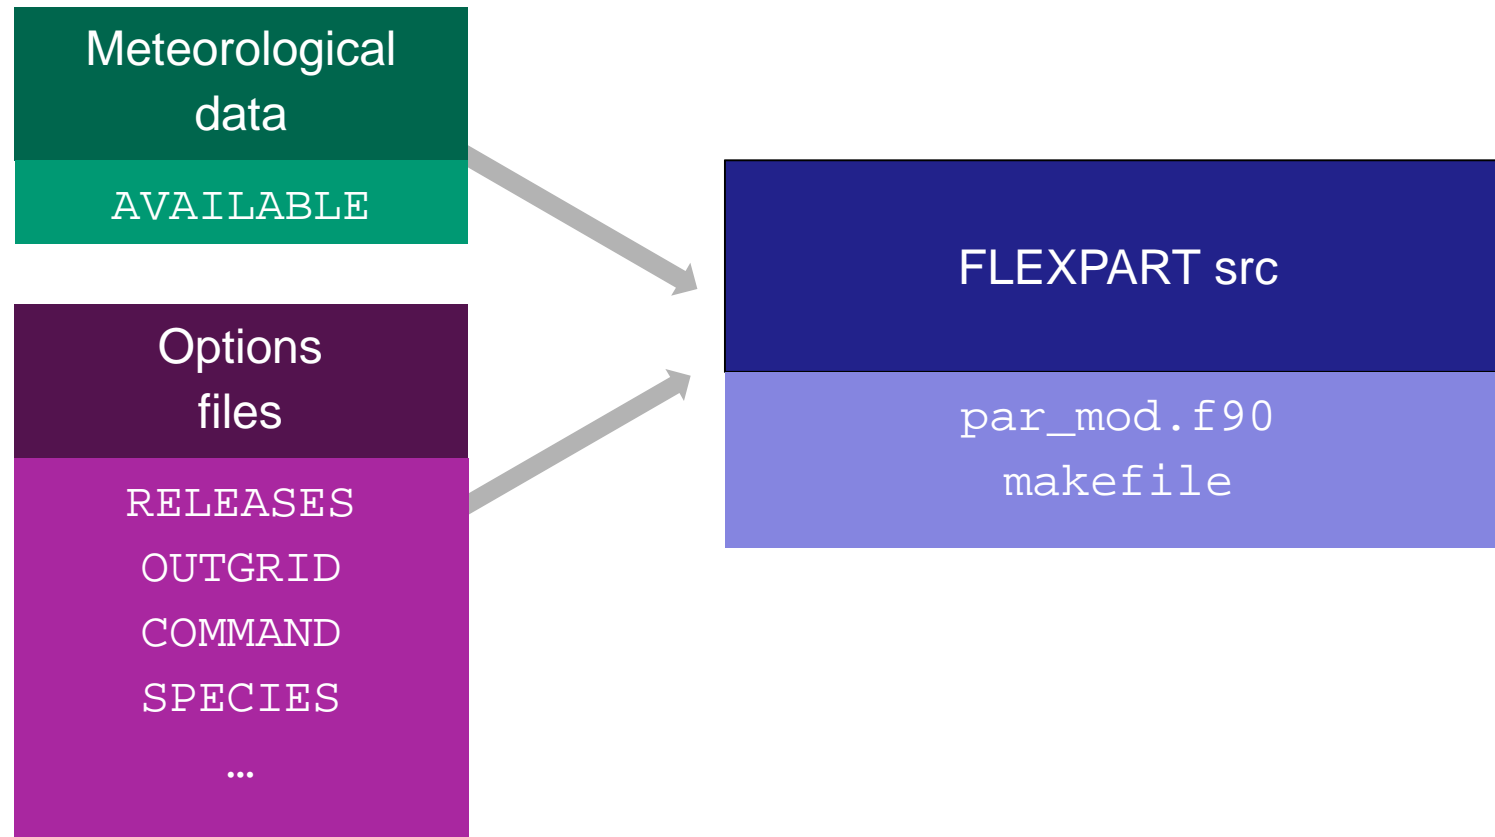 Meteorological
data
AVAILABLE
Options
files
RELEASES
OUTGRID
COMMAND
SPECIES
…
FLEXPART src
par_mod.f90
makefile